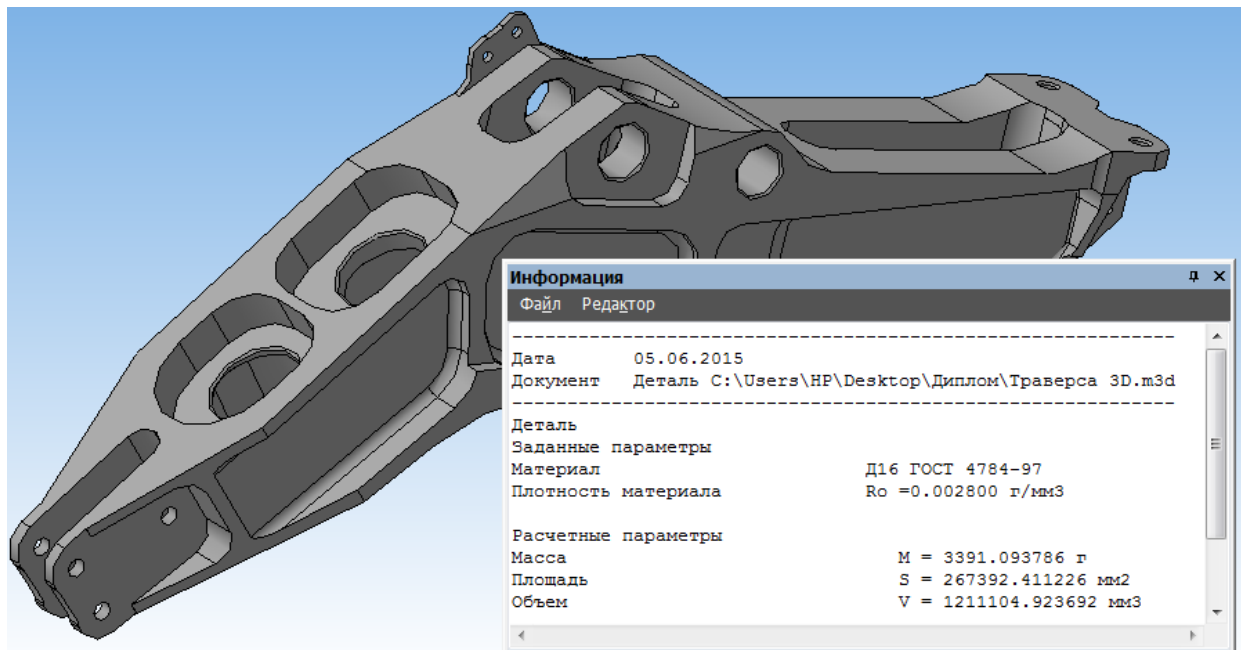 Информация
Файл Редактор
------------------------------------------------------------
Дата 05.06.2015
Документ Деталь C:\Users\HP\Desktop\Диплом\Траверса 3D.m3d
------------------------------------------------------------
Деталь
Заданные параметры
Материал Д16 ГОСТ 4784-97
Плотность материала Ro =0.002800 г/мм3
Расчетные параметры
Масса M = 3391.093786 г
Площадь S = 267392.411226 мм2
Объем V = 1211104.923692 мм3